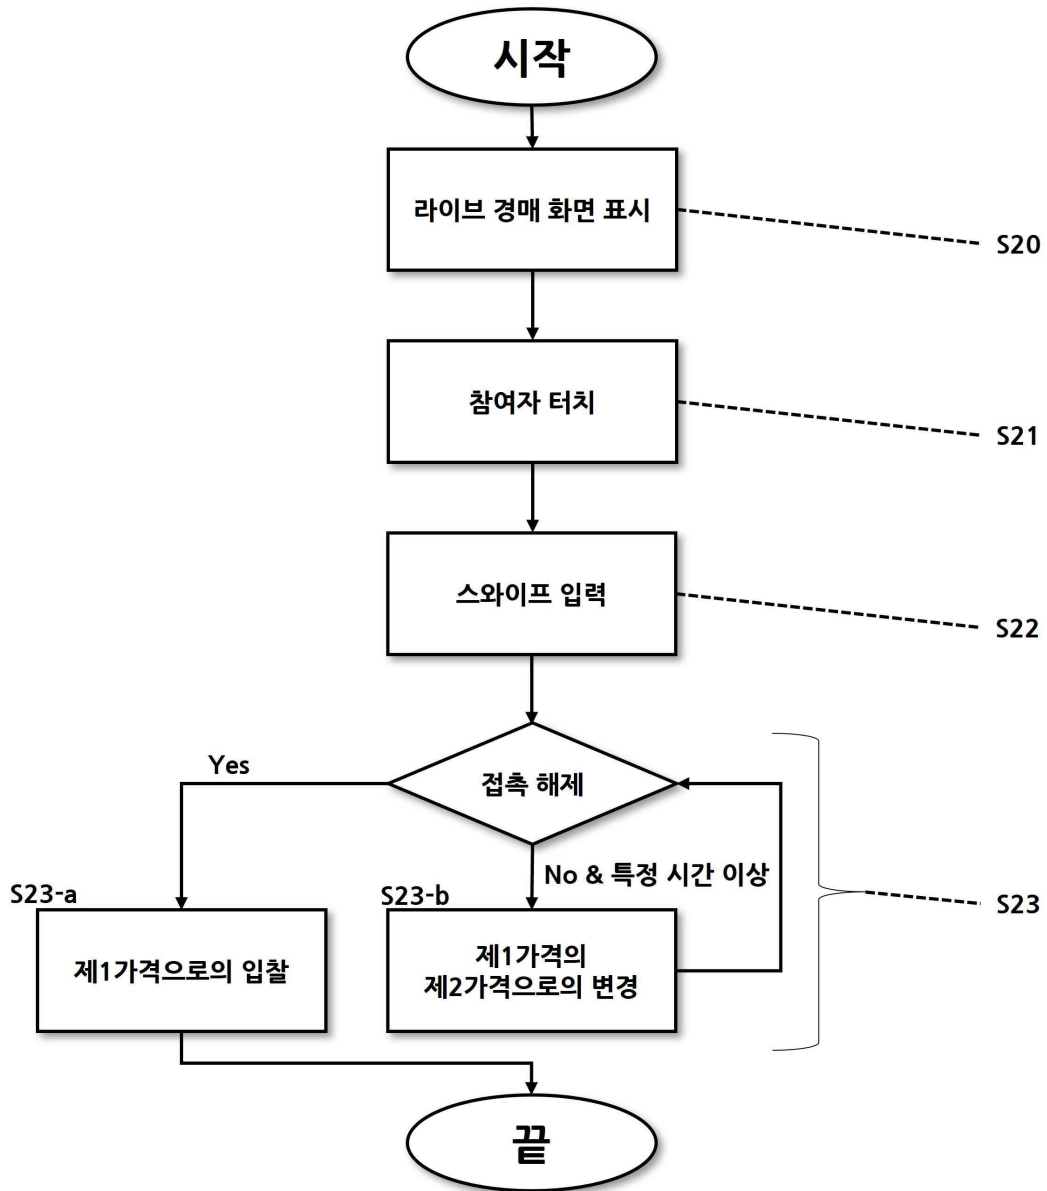 시작
라이브 경매 화면 표시
S20
참여자 터치
S21
스와이프 입력
S22
접촉 해제
Yes
No & 특정 시간 이상
S23
S23-a
제1가격으로의 입찰
S23-b
제1가격의
제2가격으로의 변경
끝